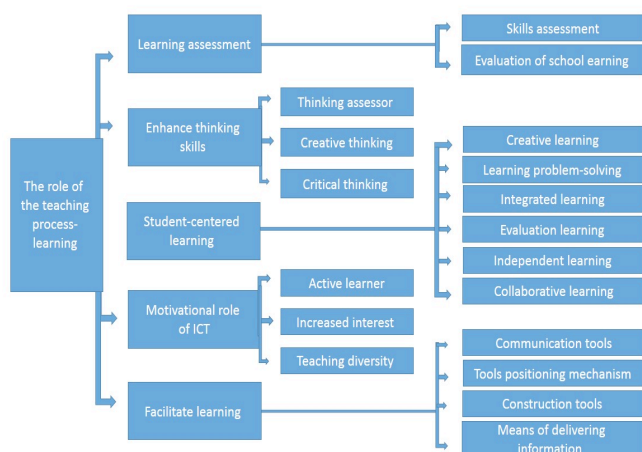 The role of
the teaching
process-
learning
Learning assessment
Skills assessment
Evaluation of school earning
Enhance thinking
skills
Thinking assessor
Creative thinking
Critical thinking
Student-centered
learning
Creative learning
Learning problem-solving
Integrated learning
Evaluation learning
Independent learning
Collaborative learning
Motivational role
of ICT
Active learner
Increased interest
Teaching diversity
Facilitate learning
Communication tools
Tools positioning mechanism
Construction tools
Means of delivering
information